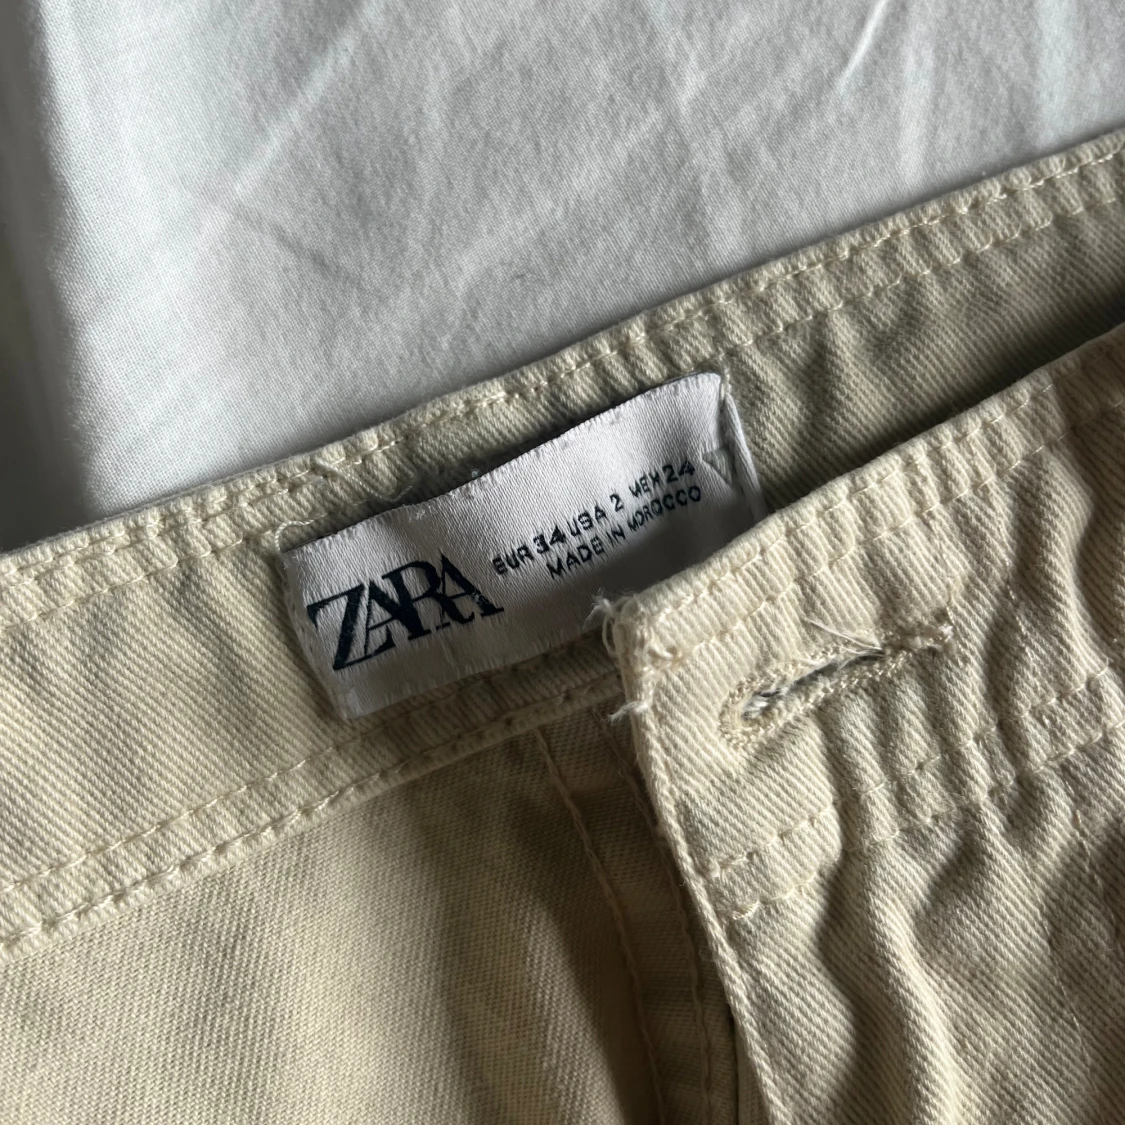 ZARA
EUR 34 USA 2 MEX 24
MADE IN MOROCCO